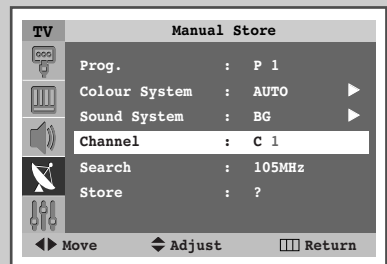 TV Manual Store
Prog. : P 1
Colour System : AUTO
Sound System : BG
Channel : C 1
Search : 105MHz
Store : ?
Move Adjust Return